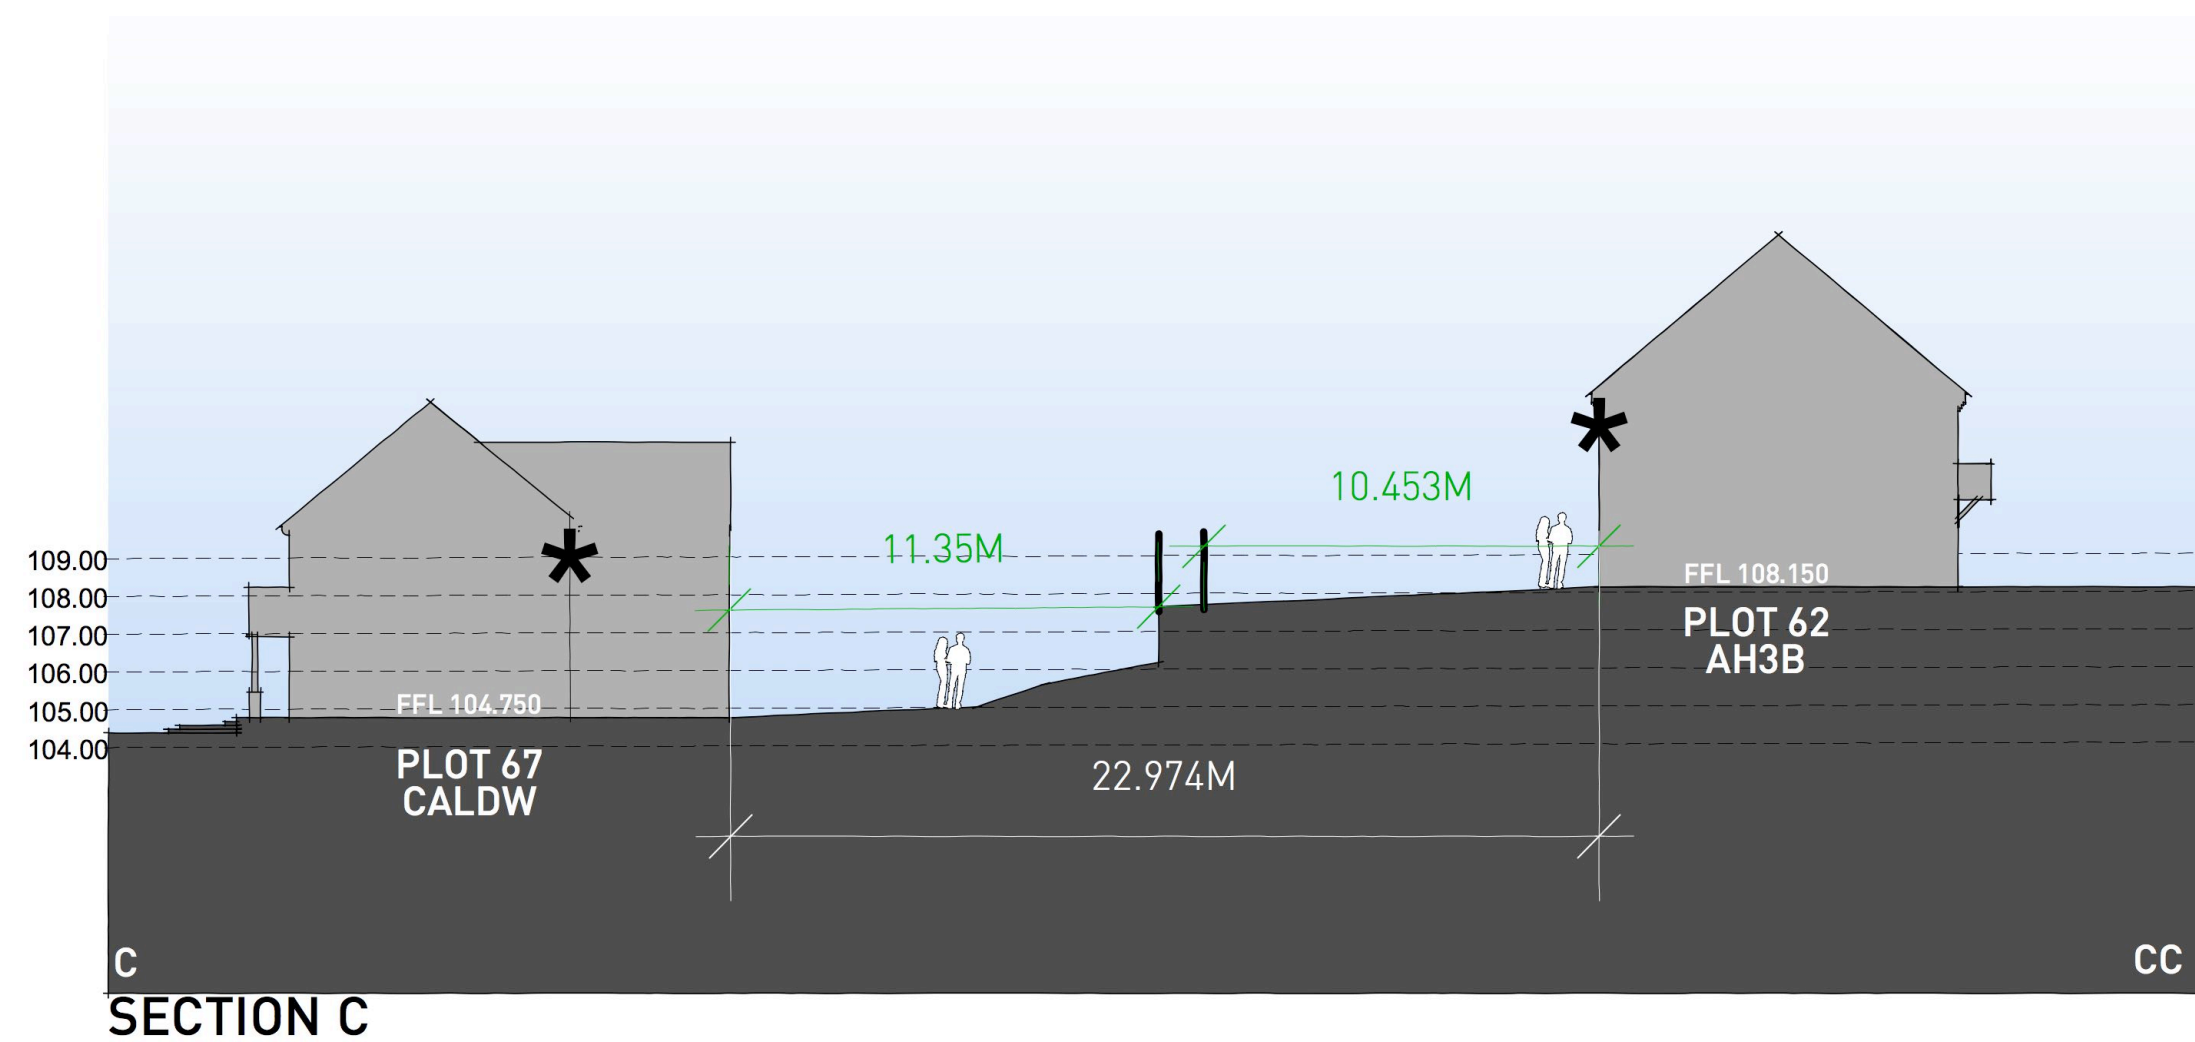 10.453M
11.35M
109.00
108.00
107.00
106.00
105.00
104.00
FFL 108.150
PLOT 62
AH3B
FFL 104.750
PLOT 67
CALDW
22.974M
C
CC
SECTION C